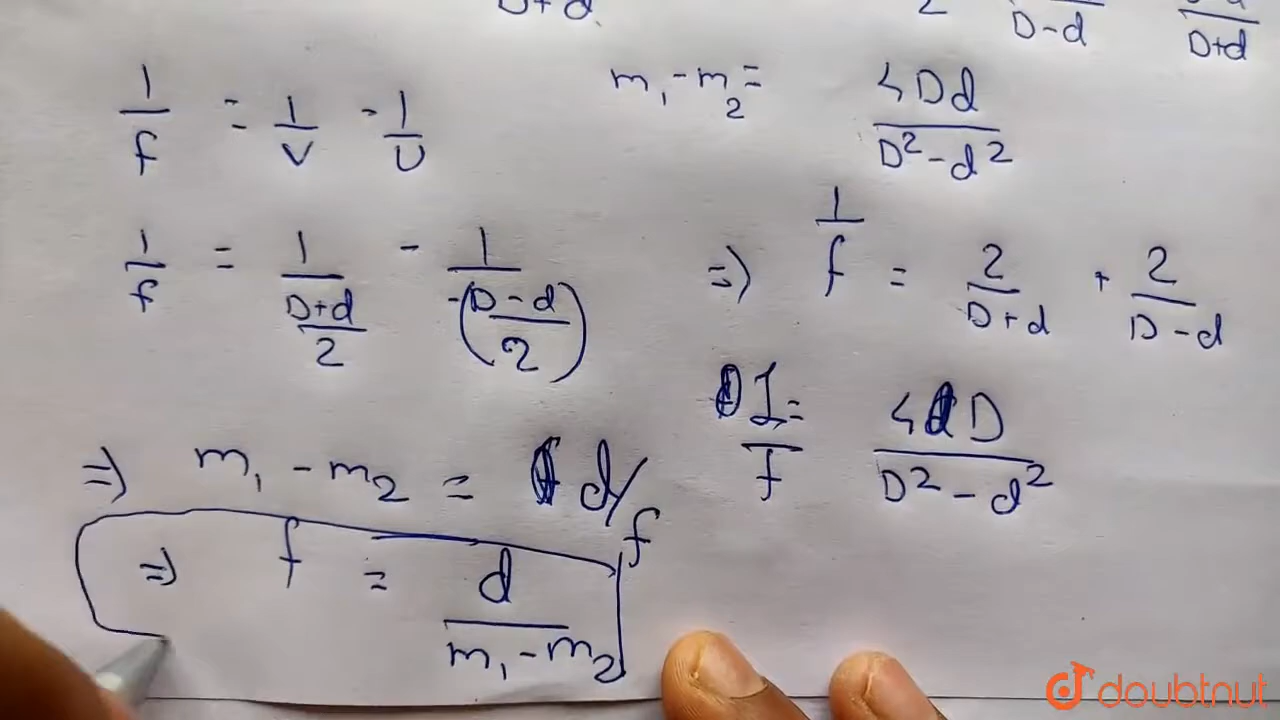 D+d
2 D-d D+d
1/f = 1/v - 1/u
m₁ - m₂ = 4Dd/(D² - d²)
1/f = 1/((D+d)/2) - 1/(-((D-d)/2))
=> 1/f = 2/(D+d) + 2/(D-d)
1/f = 4D/(D² - d²)
=> m₁ - m₂ = d/f
=> f = d/(m₁ - m₂)
doubtnut